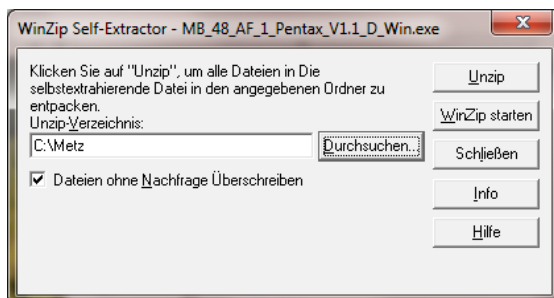 WinZip Self-Extractor - MB_48_AF_1_Pentax_V1.1_D_Win.exe
Klicken Sie auf "Unzip", um alle Dateien in Die
selbstextrahierende Datei in den angegebenen Ordner zu
entpacken.
Unzip-Verzeichnis:
C:\Metz
Durchsuchen...
Dateien ohne Nachfrage Überschreiben
Unzip
WinZip starten
Schließen
Info
Hilfe